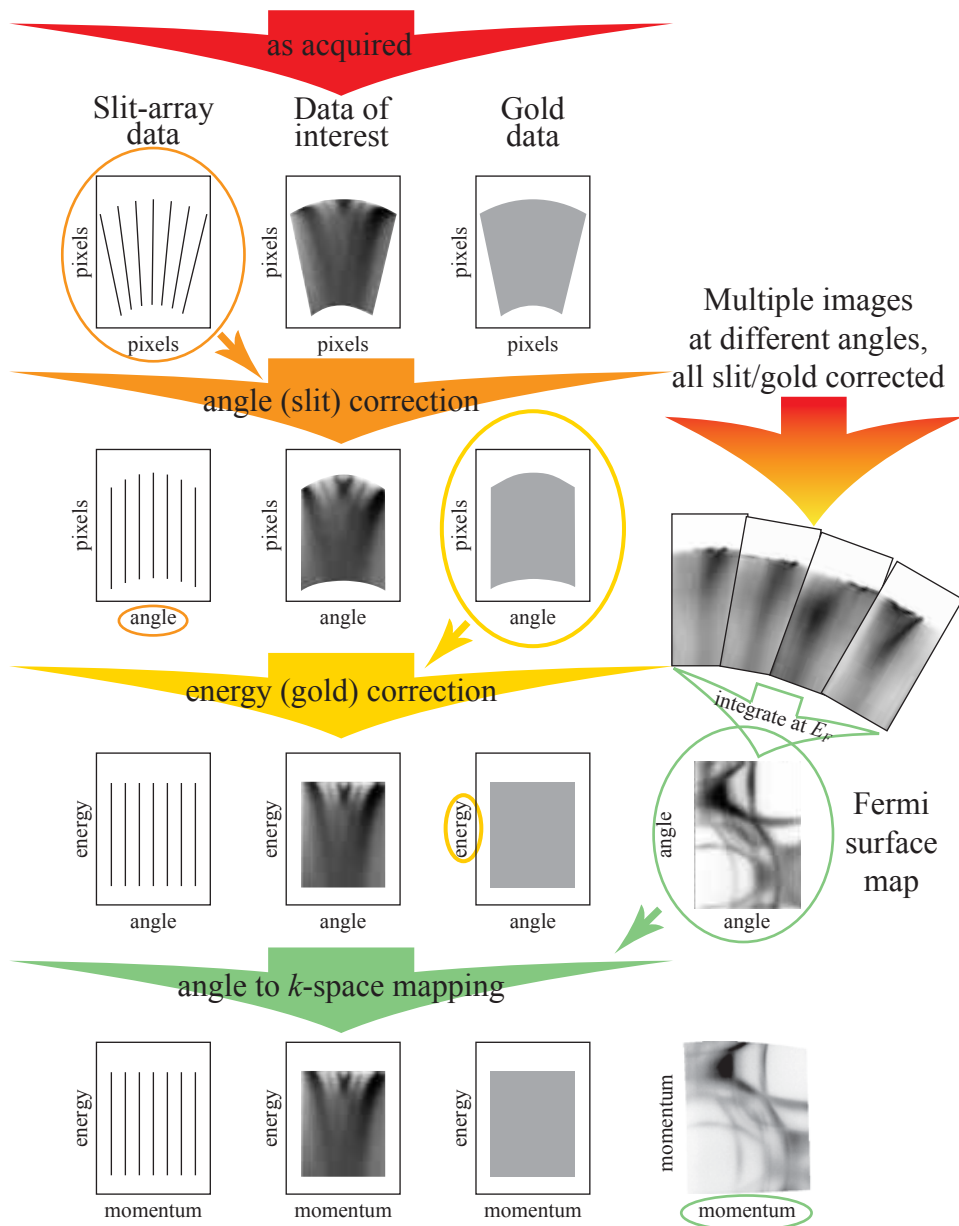 as acquired
Slit-array
data
Data of
interest
Gold
data
pixels
pixels
pixels
pixels
pixels
pixels
Multiple images
at different angles,
all slit/gold corrected
angle (slit) correction
pixels
angle
pixels
angle
pixels
angle
energy (gold) correction
integrate at E_F
energy
angle
energy
angle
energy
angle
angle
angle
Fermi
surface
map
angle to k-space mapping
energy
momentum
energy
momentum
energy
momentum
momentum
momentum